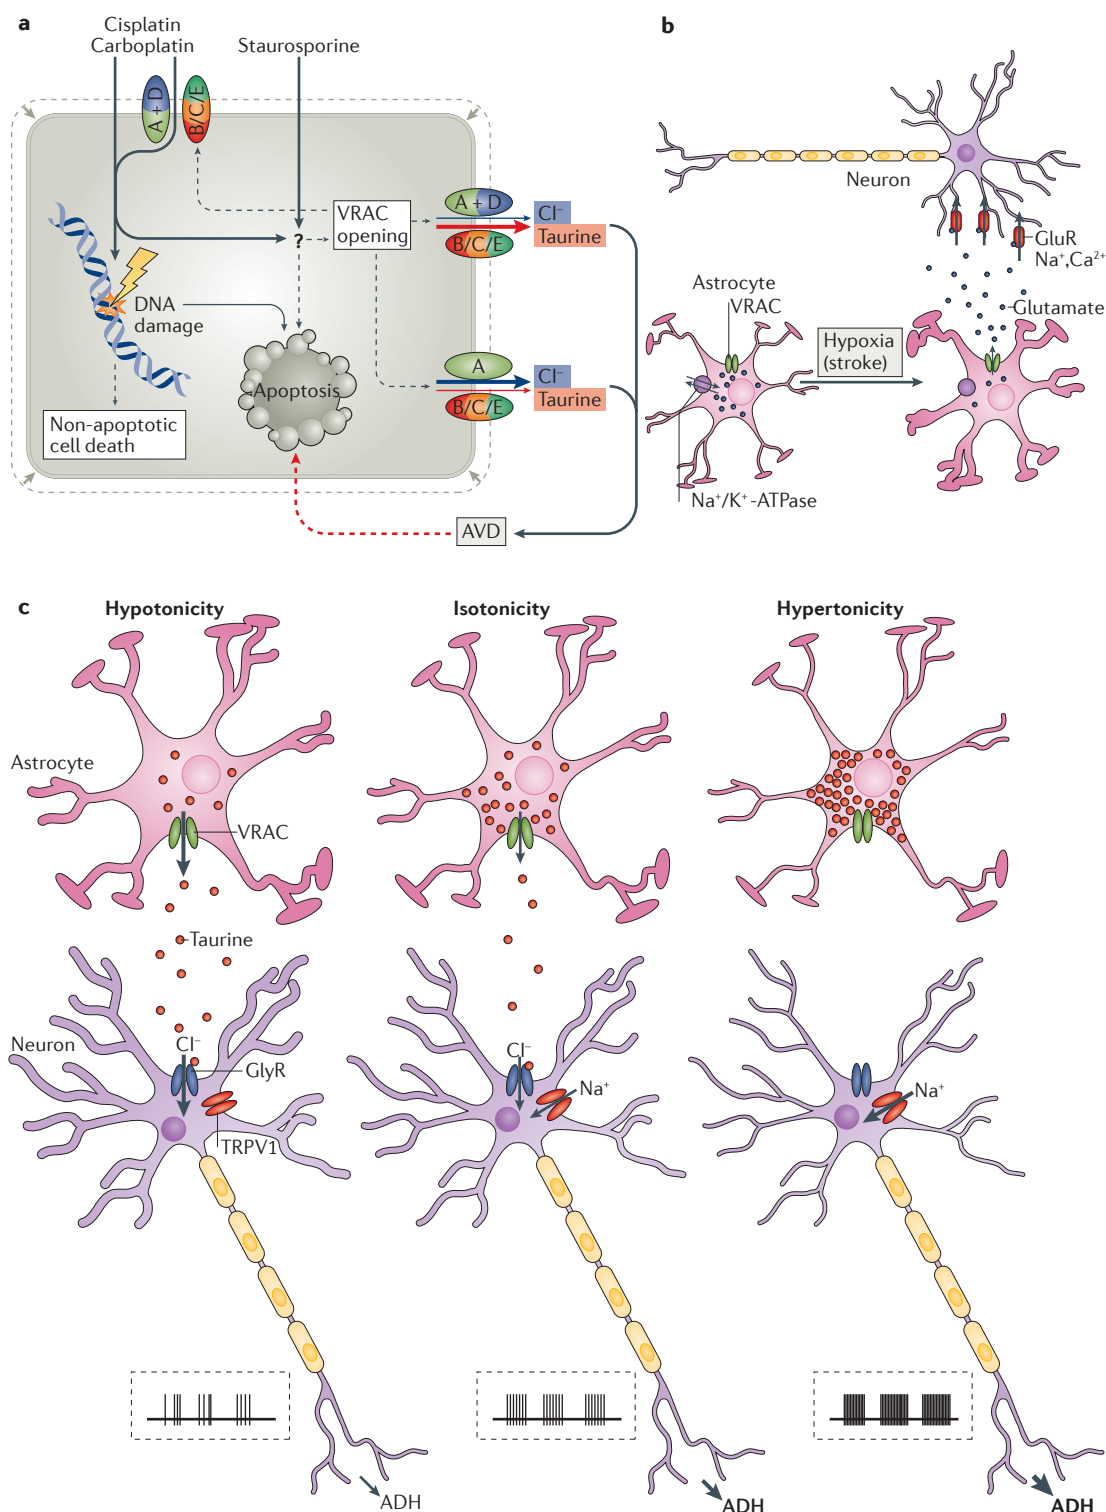 a
Cisplatin
Carboplatin
Staurosporine
A + D
B/C/E
VRAC
opening
A + D
B/C/E
Cl⁻
Taurine
?
DNA
damage
Apoptosis
A
B/C/E
Cl⁻
Taurine
Non-apoptotic
cell death
AVD
b
Neuron
GluR
Na⁺,Ca²⁺
Astrocyte
VRAC
Glutamate
Hypoxia
(stroke)
Na⁺/K⁺-ATPase
c
Hypotonicity
Isotonicity
Hypertonicity
Astrocyte
VRAC
Taurine
Neuron
Cl⁻
GlyR
TRPV1
Cl⁻
Na⁺
Na⁺
ADH
ADH
ADH